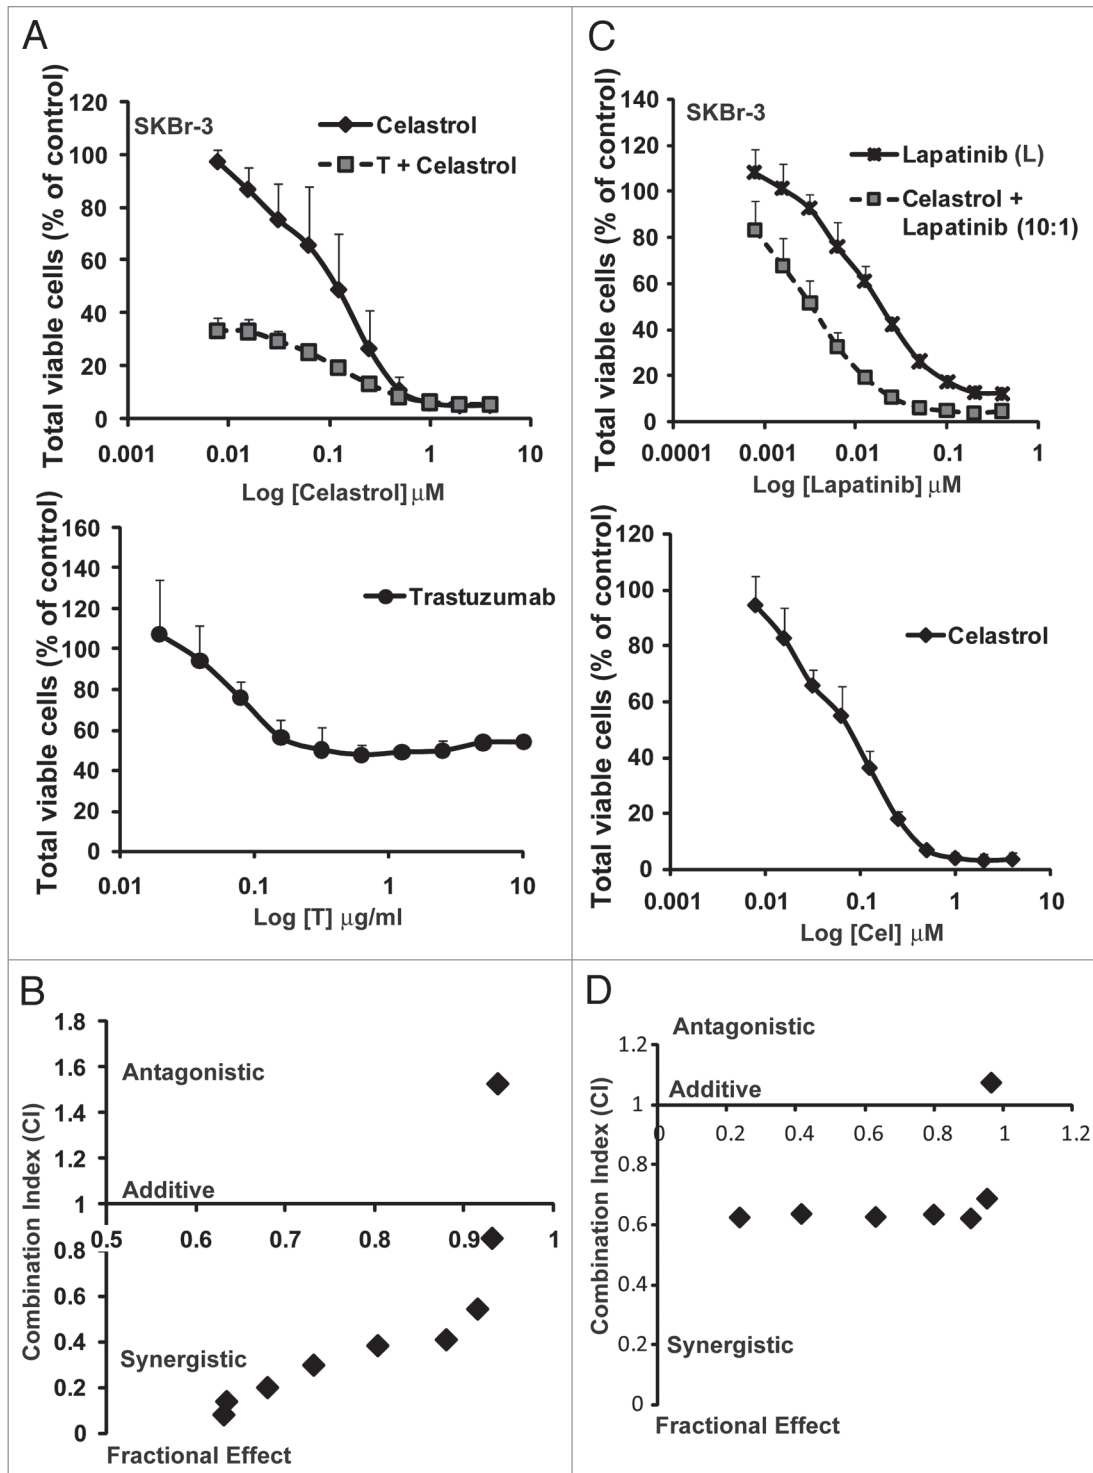 A
Total viable cells (% of control)
120
100
80
60
40
20
0
SKBr-3
Celastrol
T + Celastrol
0.001
0.01
0.1
1
10
Log [Celastrol] μM
Total viable cells (% of control)
160
140
120
100
80
60
40
20
0
Trastuzumab
0.01
0.1
1
10
Log [T] μg/ml
C
Total viable cells (% of control)
140
120
100
80
60
40
20
0
SKBr-3
Lapatinib (L)
Celastrol +
Lapatinib (10:1)
0.0001
0.001
0.01
0.1
1
Log [Lapatinib] μM
Total viable cells (% of control)
120
100
80
60
40
20
0
Celastrol
0.001
0.01
0.1
1
10
Log [Cel] μM
B
Combination Index (CI)
1.8
1.6
1.4
1.2
1
0.8
0.6
0.4
0.2
0
Antagonistic
Additive
0.5
0.6
0.7
0.8
0.9
1
Synergistic
Fractional Effect
D
Combination Index (CI)
Antagonistic
1.2
1
0.8
0.6
0.4
0.2
0
Additive
0
0.2
0.4
0.6
0.8
1
1.2
Synergistic
Fractional Effect